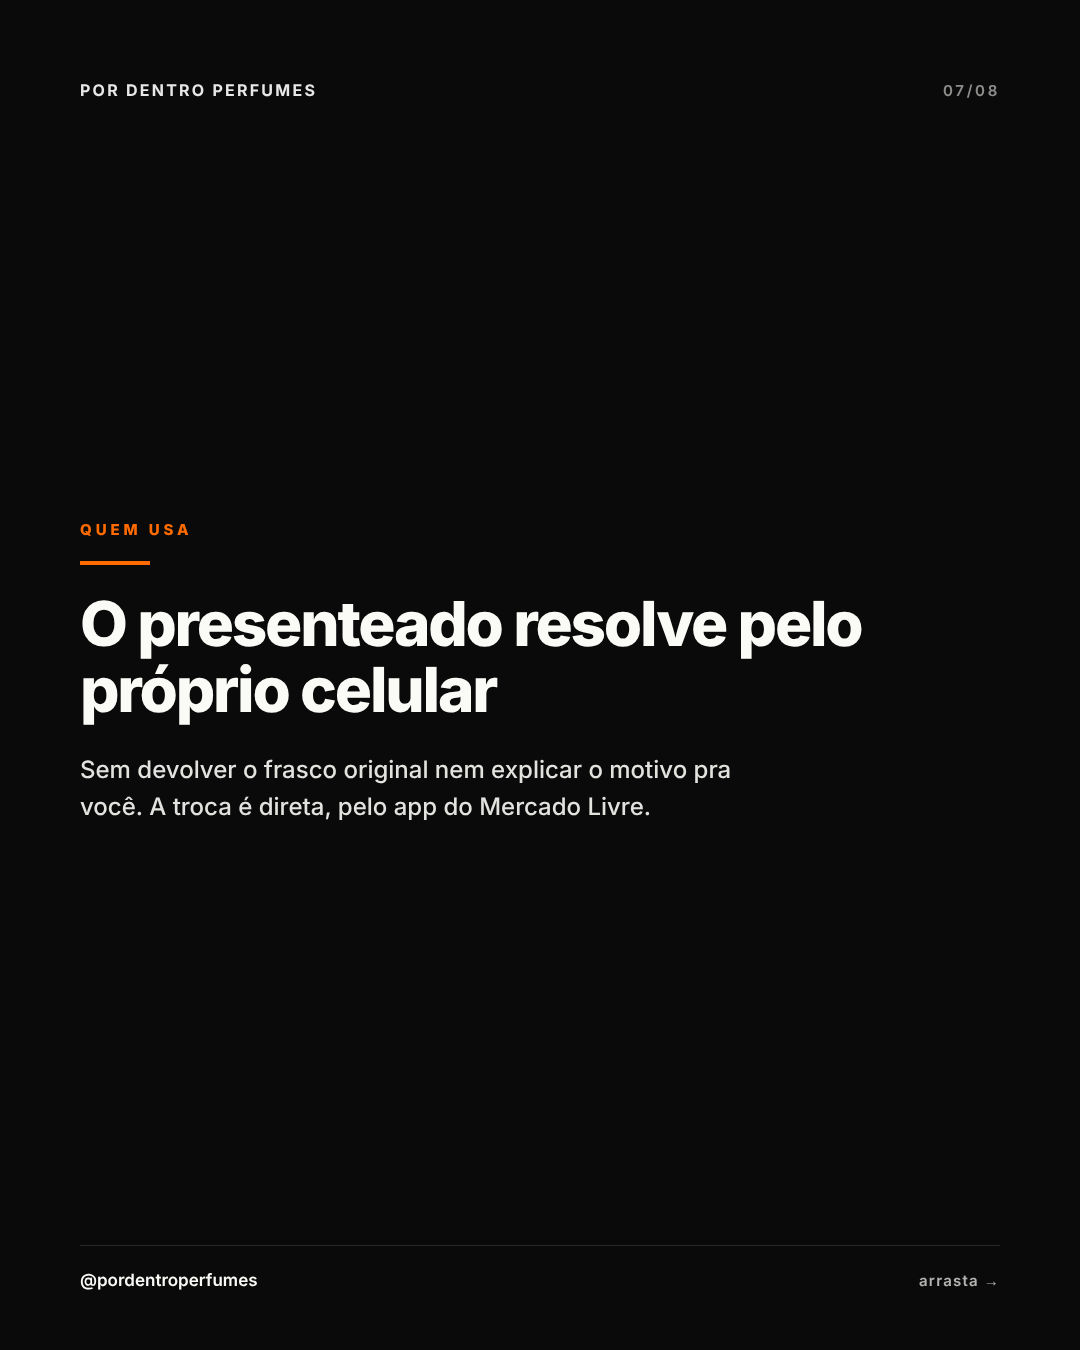 POR DENTRO PERFUMES
07/08
QUEM USA
O presenteado resolve pelo
próprio celular
Sem devolver o frasco original nem explicar o motivo pra
você. A troca é direta, pelo app do Mercado Livre.
@pordentroperfumes
arrasta →